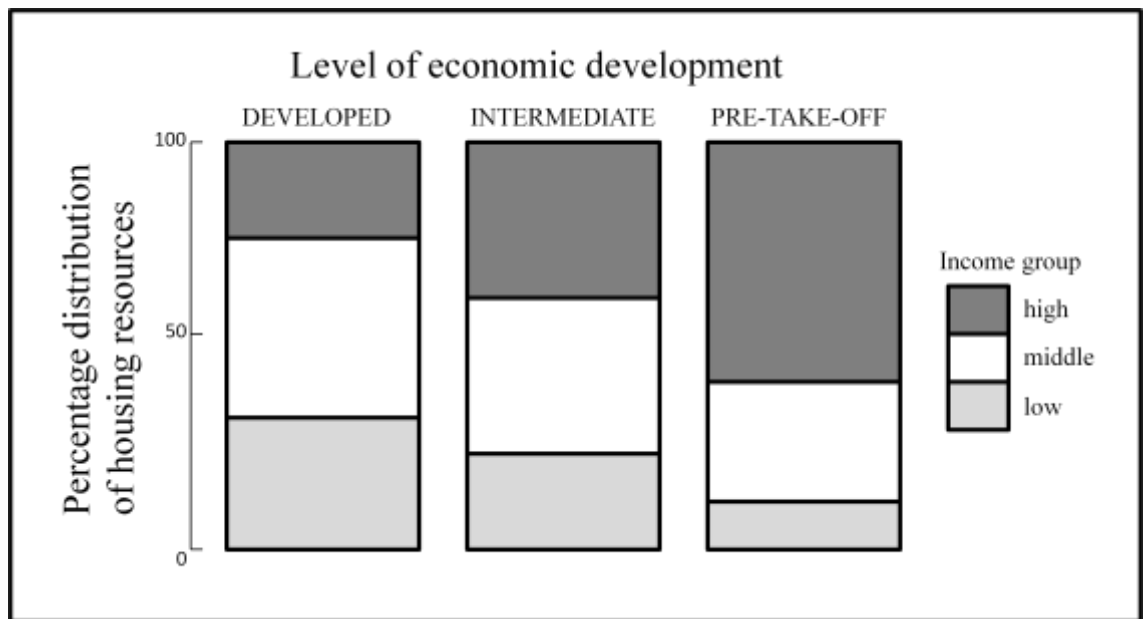 Level of economic development
DEVELOPED INTERMEDIATE PRE-TAKE-OFF
Percentage distribution
of housing resources
100
50
0
Income group
high
middle
low